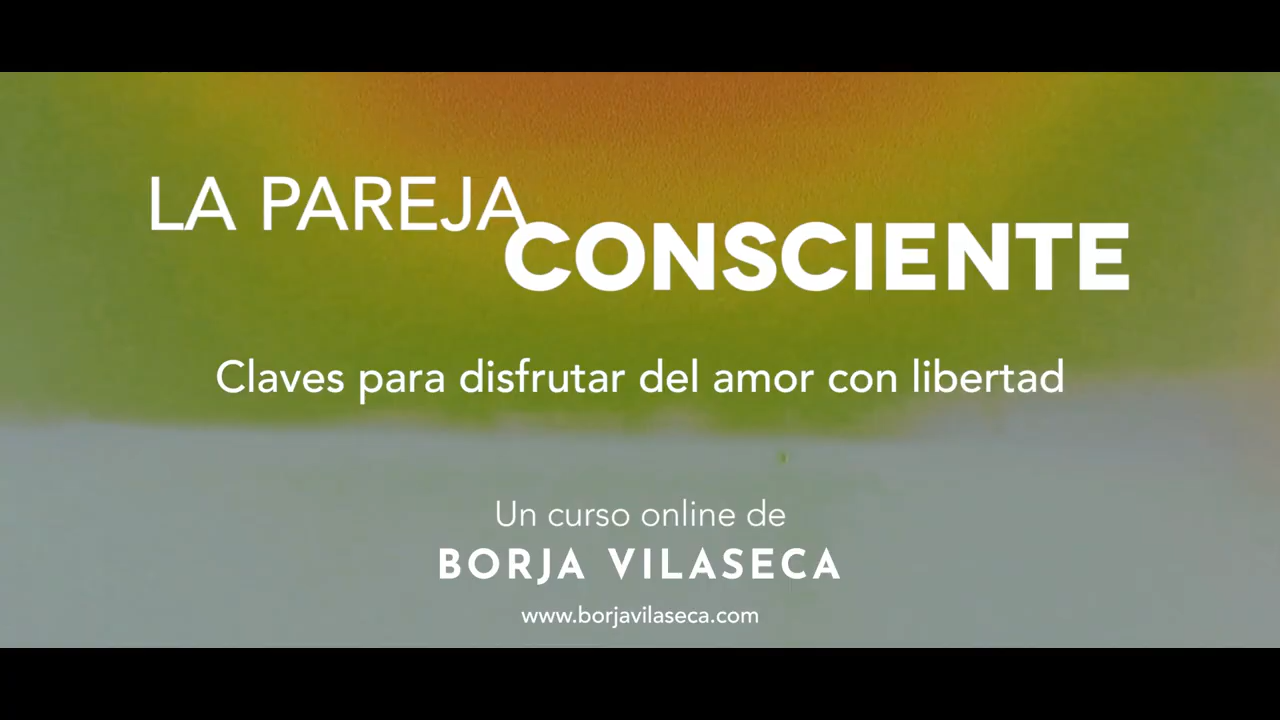 LA PAREJA
CONSCIENTE
Claves para disfrutar del amor con libertad
Un curso online de
BORJA VILASECA
www.borjavilaseca.com